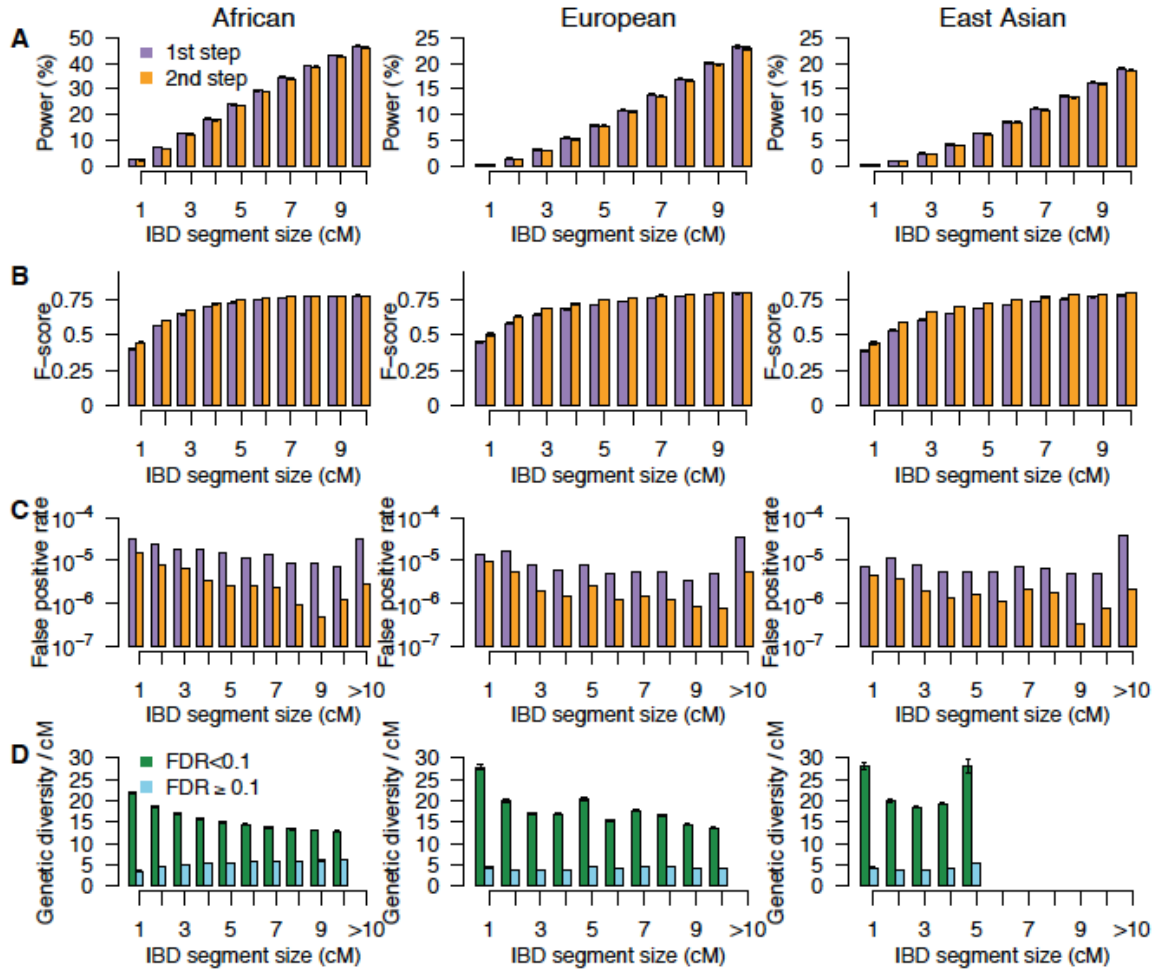 African
European
East Asian
A
Power (%)
50
40
30
20
10
0
1st step
2nd step
1 3 5 7 9
IBD segment size (cM)
Power (%)
25
20
15
10
5
0
1 3 5 7 9
IBD segment size (cM)
Power (%)
25
20
15
10
5
0
1 3 5 7 9
IBD segment size (cM)
B
F−score
0.75
0.5
0.25
0
1 3 5 7 9
IBD segment size (cM)
F−score
0.75
0.5
0.25
0
1 3 5 7 9
IBD segment size (cM)
F−score
0.75
0.5
0.25
0
1 3 5 7 9
IBD segment size (cM)
C
False positive rate
10⁻⁴
10⁻⁵
10⁻⁶
10⁻⁷
1 3 5 7 9 >10
IBD segment size (cM)
False positive rate
10⁻⁴
10⁻⁵
10⁻⁶
10⁻⁷
1 3 5 7 9 >10
IBD segment size (cM)
False positive rate
10⁻⁴
10⁻⁵
10⁻⁶
10⁻⁷
1 3 5 7 9 >10
IBD segment size (cM)
D
Genetic diversity / cM
30
25
20
15
10
5
0
FDR<0.1
FDR ≥ 0.1
1 3 5 7 9 >10
IBD segment size (cM)
Genetic diversity / cM
30
25
20
15
10
5
0
1 3 5 7 9 >10
IBD segment size (cM)
Genetic diversity / cM
30
25
20
15
10
5
0
1 3 5 7 9 >10
IBD segment size (cM)